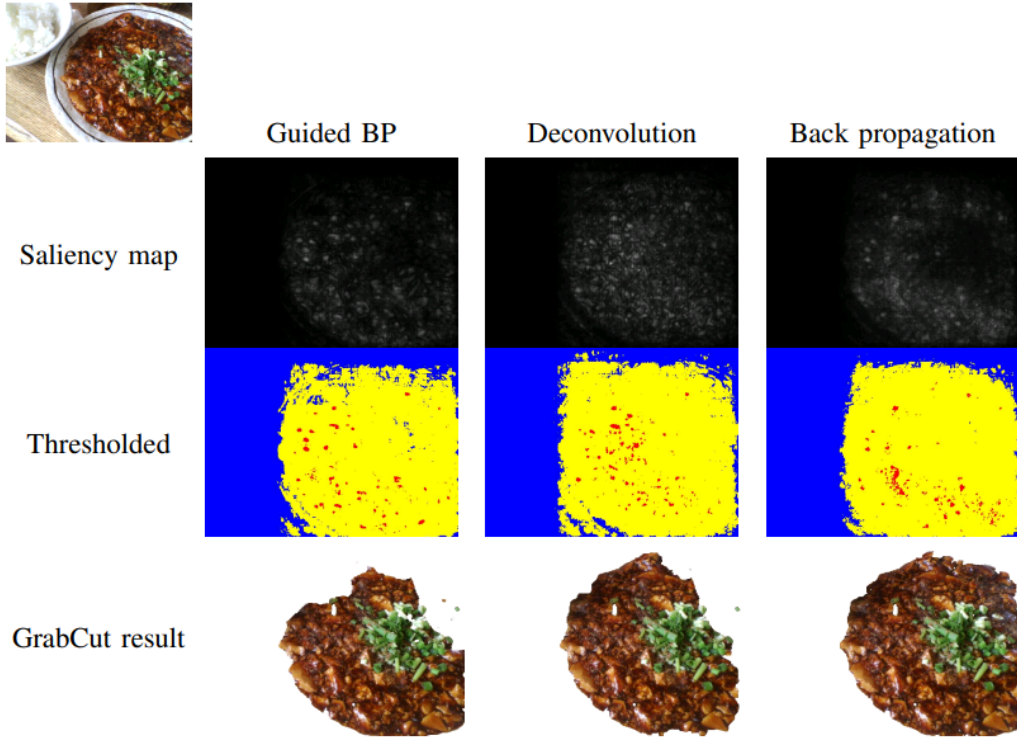 Guided BP
Deconvolution
Back propagation
Saliency map
Thresholded
GrabCut result